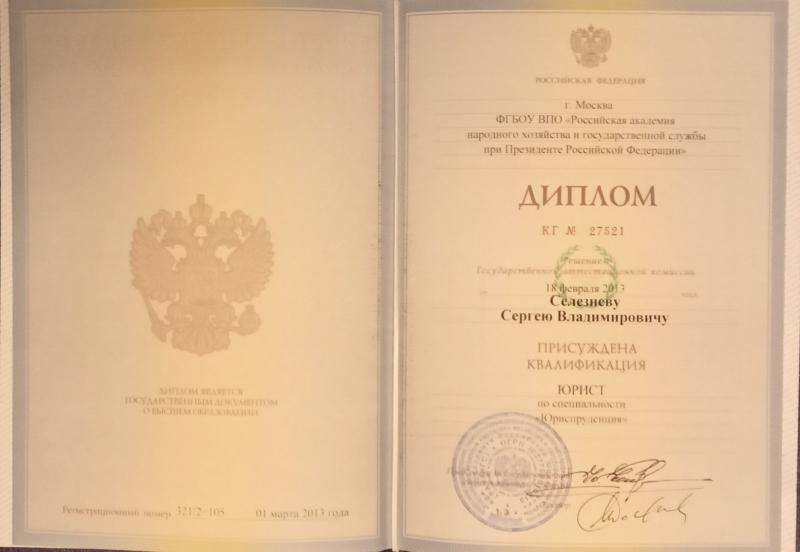 ДИПЛОМ ЯВЛЯЕТСЯ
ГОСУДАРСТВЕННЫМ ДОКУМЕНТОМ
О ВЫСШЕМ ОБРАЗОВАНИИ
Регистрационный номер 321/2-105 01 марта 2013 года
РОССИЙСКАЯ ФЕДЕРАЦИЯ
г. Москва
ФГБОУ ВПО «Российская академия
народного хозяйства и государственной службы
при Президенте Российской Федерации»
ДИПЛОМ
КГ № 27521
Решением
Государственной аттестационной комиссии
18 февраля 2013
года
Селезневу
Сергею Владимировичу
ПРИСУЖДЕНА
КВАЛИФИКАЦИЯ
ЮРИСТ
по специальности
«Юриспруденция»